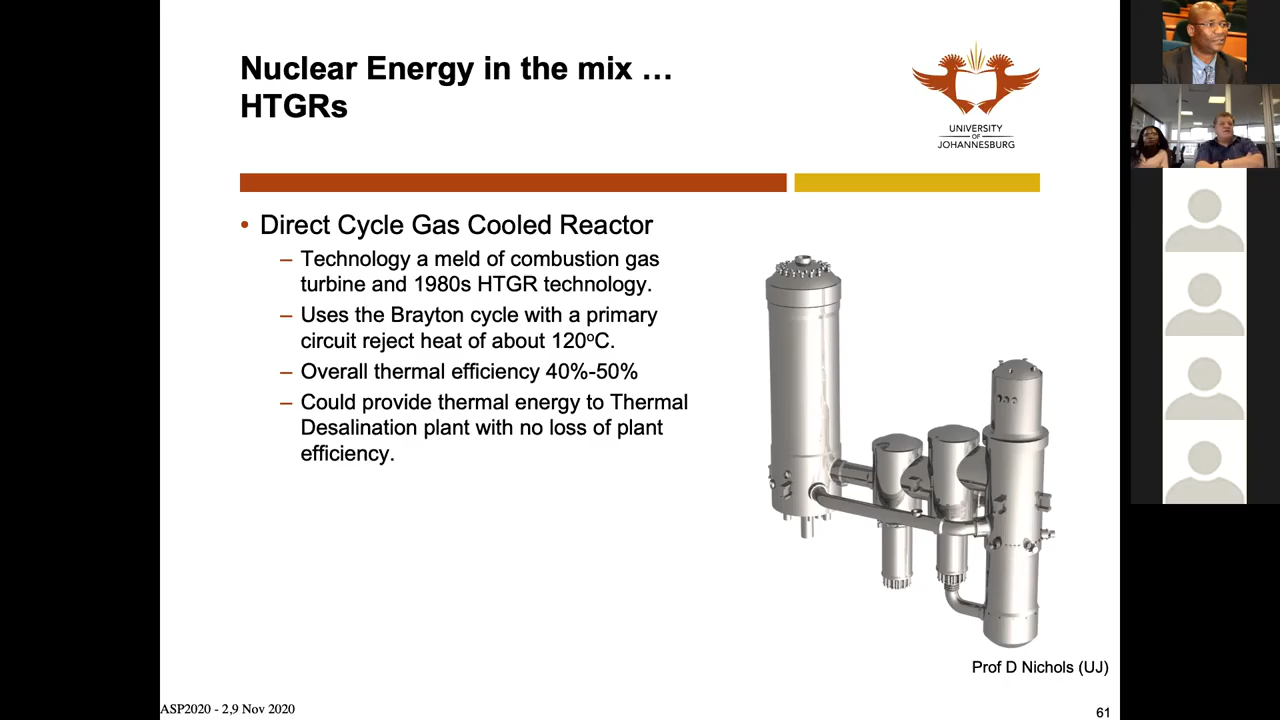 Nuclear Energy in the mix …
HTGRs
UNIVERSITY
OF
JOHANNESBURG
• Direct Cycle Gas Cooled Reactor
– Technology a meld of combustion gas
turbine and 1980s HTGR technology.
– Uses the Brayton cycle with a primary
circuit reject heat of about 120°C.
– Overall thermal efficiency 40%-50%
– Could provide thermal energy to Thermal
Desalination plant with no loss of plant
efficiency.
Prof D Nichols (UJ)
ASP2020 - 2,9 Nov 2020
61